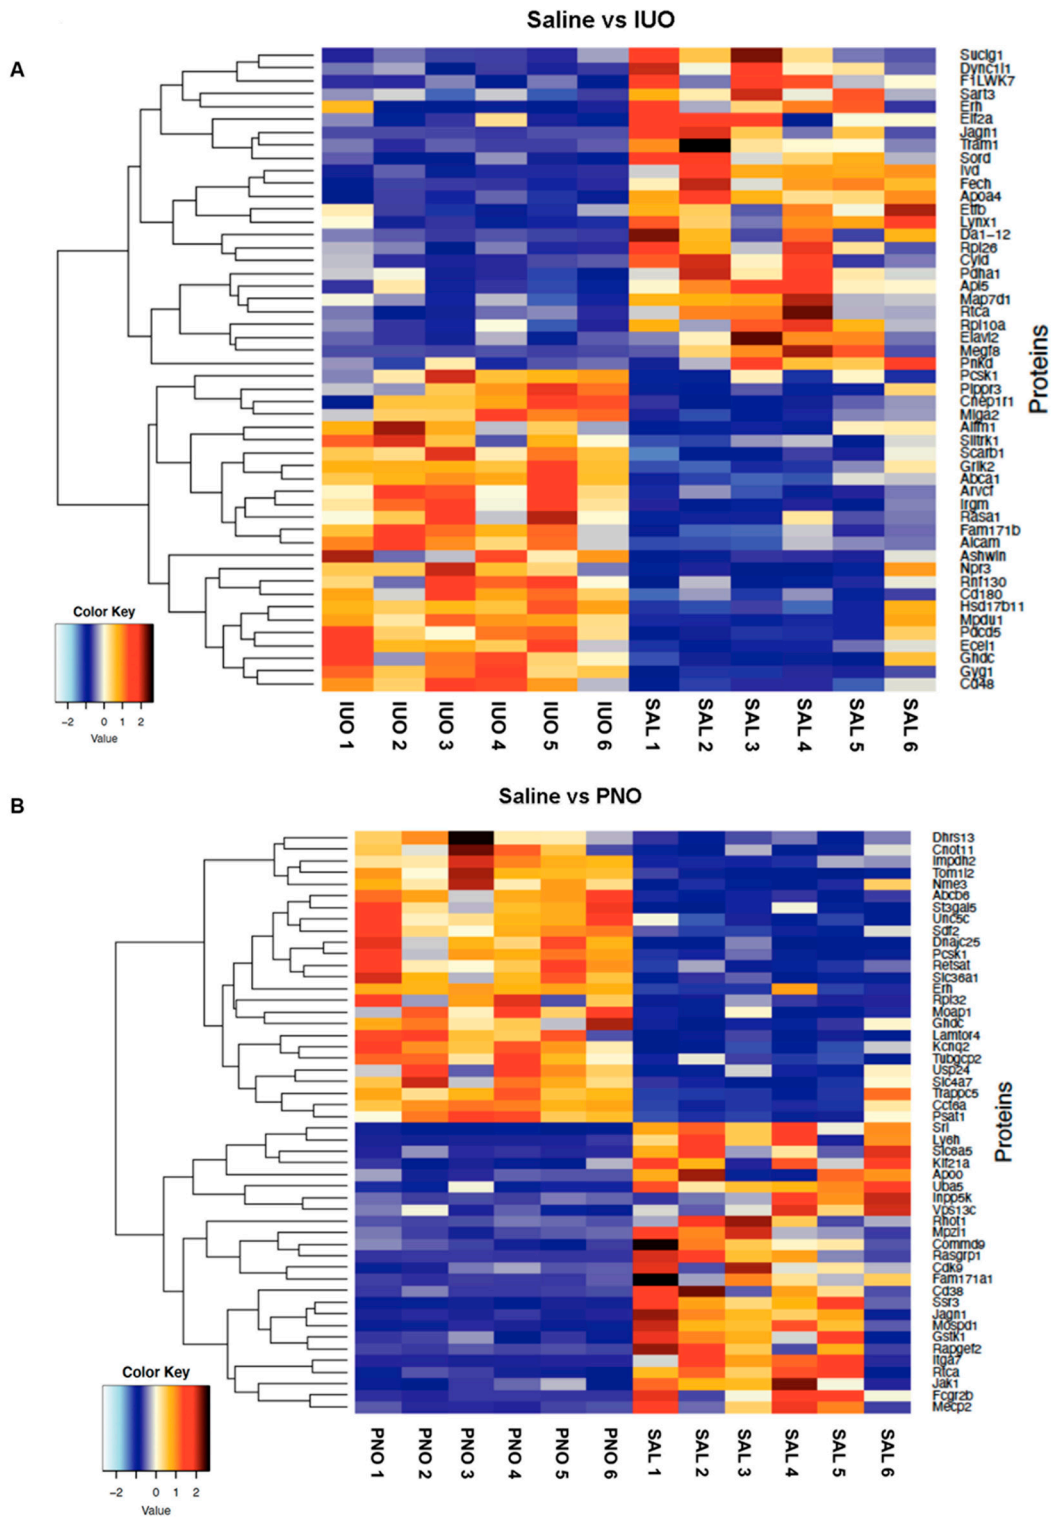 Saline vs IUO
A
Suclg1
Dync1l1
F1LWK7
Sart3
Erh
Eif2a
Jagn1
Tram1
Sord
Ivd
Fech
Apoa4
Etfb
Lynx1
Da1-12
Rpl26
Cyld
Pdha1
Api5
Map7d1
Rtca
Rpl10a
Elavl2
Megf8
Pnkd
Pcsk1
Plppr3
Cnep1r1
Miga2
Aifm1
Slitrk1
Scarb1
Grik2
Abca1
Arvcf
Irgm
Rasa1
Fam171b
Alcam
Ashwin
Npr3
Rnf130
Cd180
Hsd17b11
Mpdu1
Pdcd5
Ecel1
Ghdc
Gyg1
Cd48
Proteins
Color Key
-2 0 1 2
Value
IUO 1
IUO 2
IUO 3
IUO 4
IUO 5
IUO 6
SAL 1
SAL 2
SAL 3
SAL 4
SAL 5
SAL 6
Saline vs PNO
B
Dhrs13
Cnot11
Impdh2
Tom1l2
Nme3
Abcb6
St3gal5
Unc5c
Sdf2
Dnajc25
Pcsk1
Retsat
Slc36a1
Erh
Rpl32
Moap1
Ghdc
Lamtor4
Kcnq2
Tubgcp2
Usp24
Slc4a7
Trappc5
Cct6a
Psat1
Srl
Ly6h
Slc6a5
Kif21a
Apoo
Uba5
Inpp5k
Vps13c
Rhot1
Mpzl1
Commd9
Rasgrp1
Cdk9
Fam171a1
Cd38
Ssr3
Jagn1
Mospd1
Gstk1
Rapgef2
Itga7
Rtca
Jak1
Fcgr2b
Mecp2
Proteins
Color Key
-2 0 1 2
Value
PNO 1
PNO 2
PNO 3
PNO 4
PNO 5
PNO 6
SAL 1
SAL 2
SAL 3
SAL 4
SAL 5
SAL 6